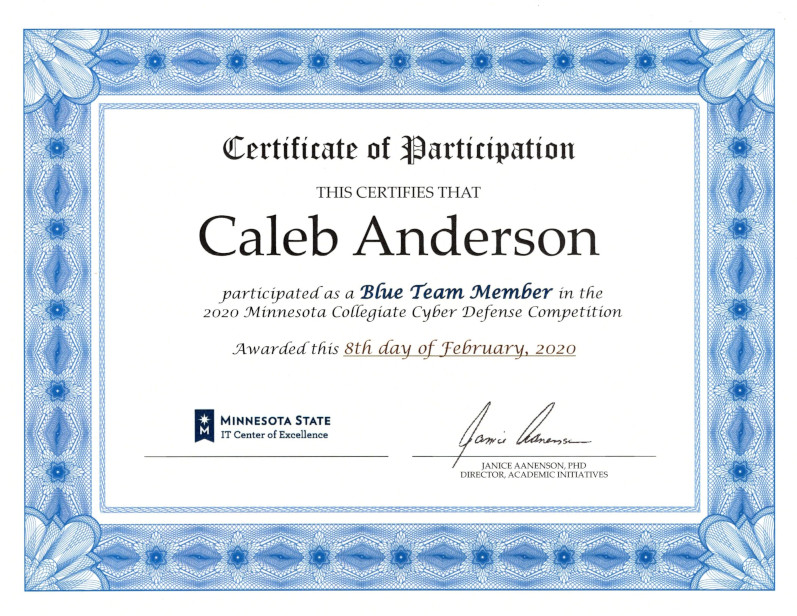 Certificate of Participation
THIS CERTIFIES THAT
Caleb Anderson
participated as a Blue Team Member in the
2020 Minnesota Collegiate Cyber Defense Competition
Awarded this 8th day of February, 2020
MINNESOTA STATE
IT Center of Excellence
M
Janice Aanenson
JANICE AANENSON, PHD
DIRECTOR, ACADEMIC INITIATIVES